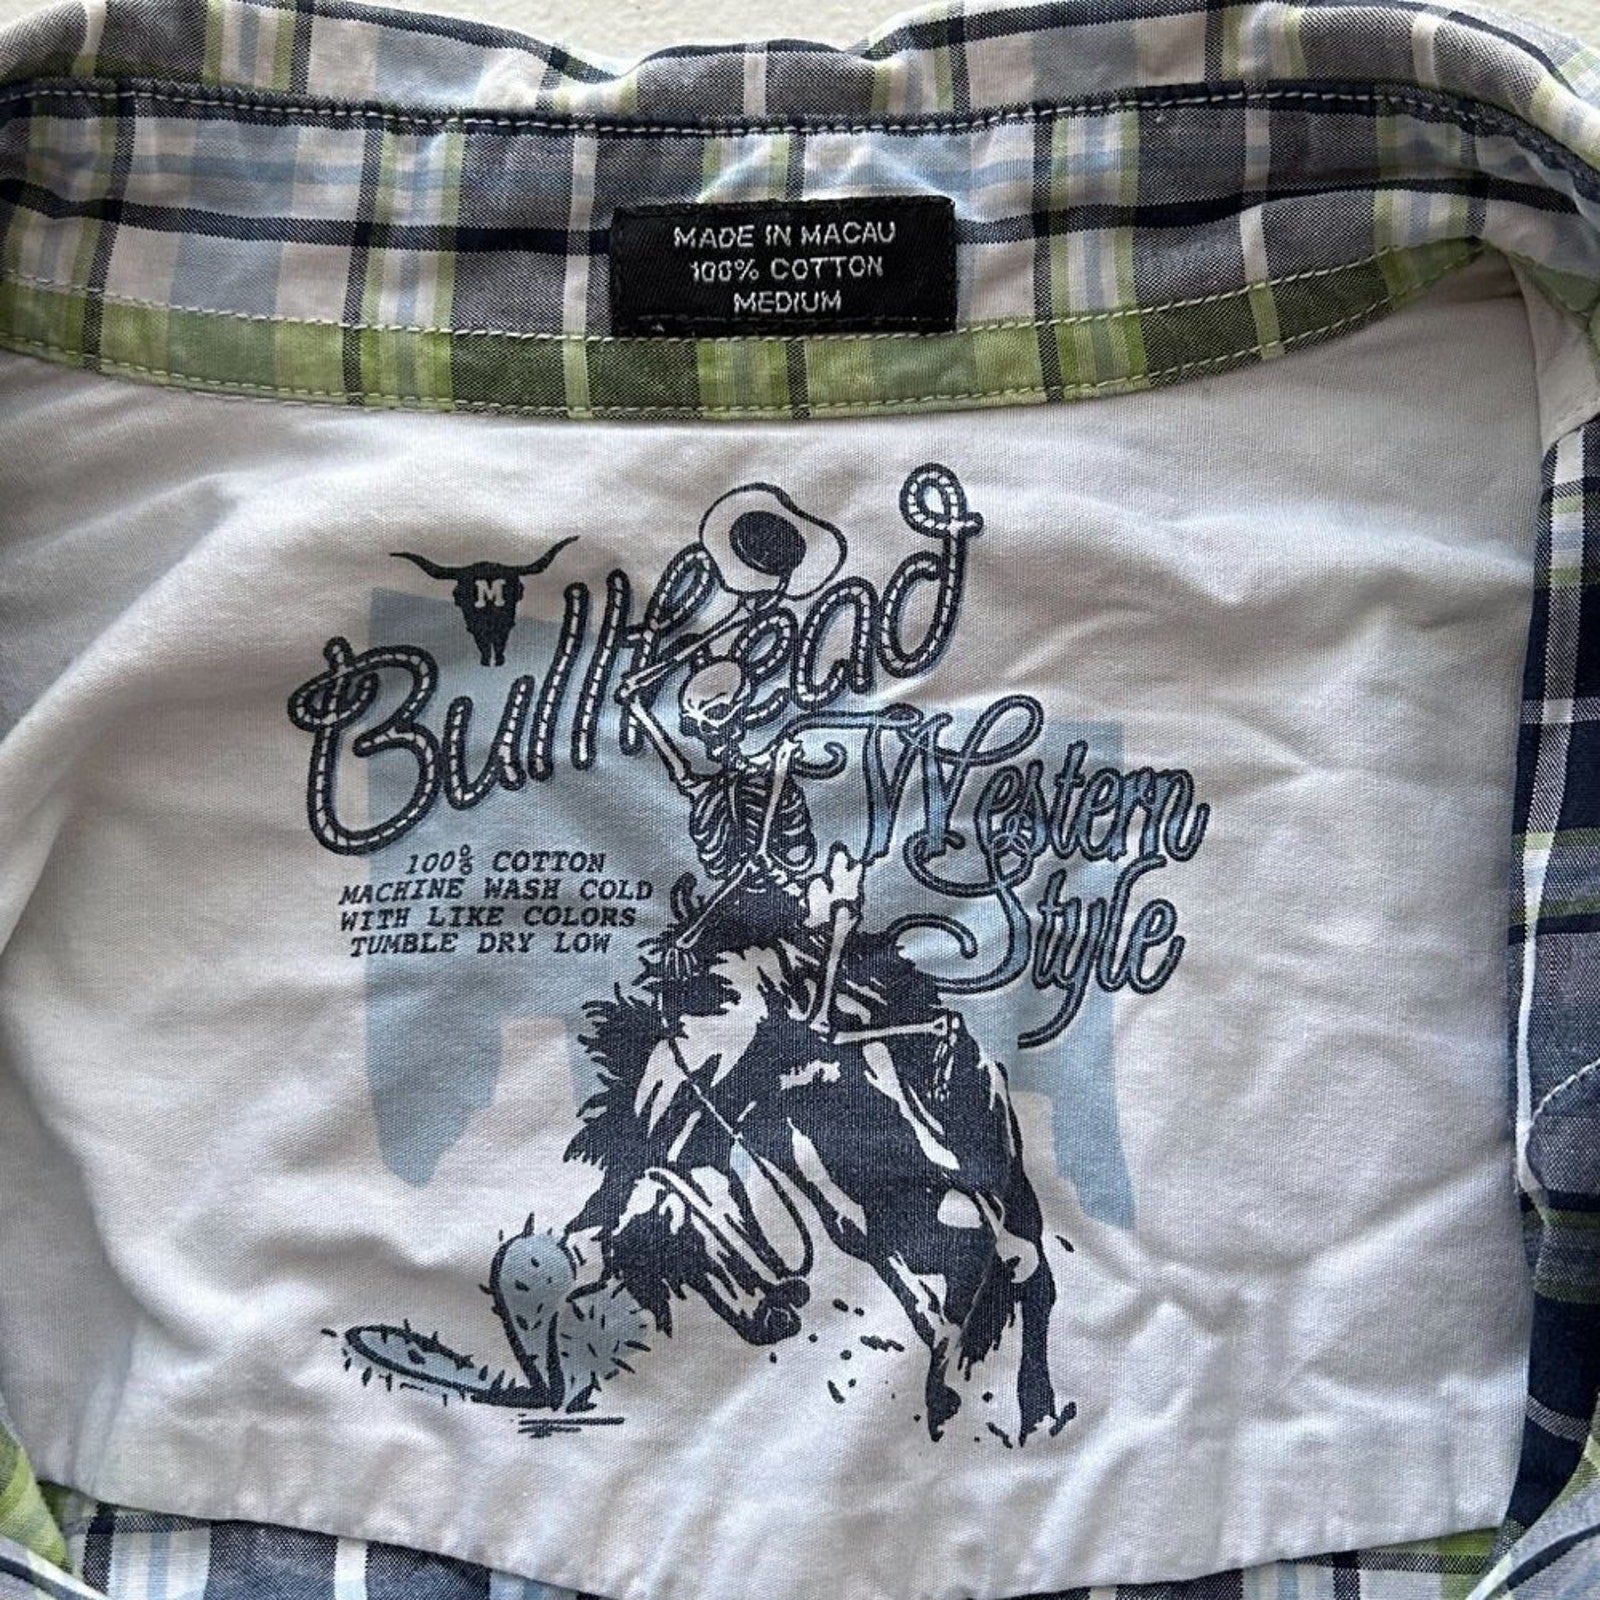 MADE IN MACAU
100% COTTON
MEDIUM
M
Bullhead
Western
Style
100% COTTON
MACHINE WASH COLD
WITH LIKE COLORS
TUMBLE DRY LOW